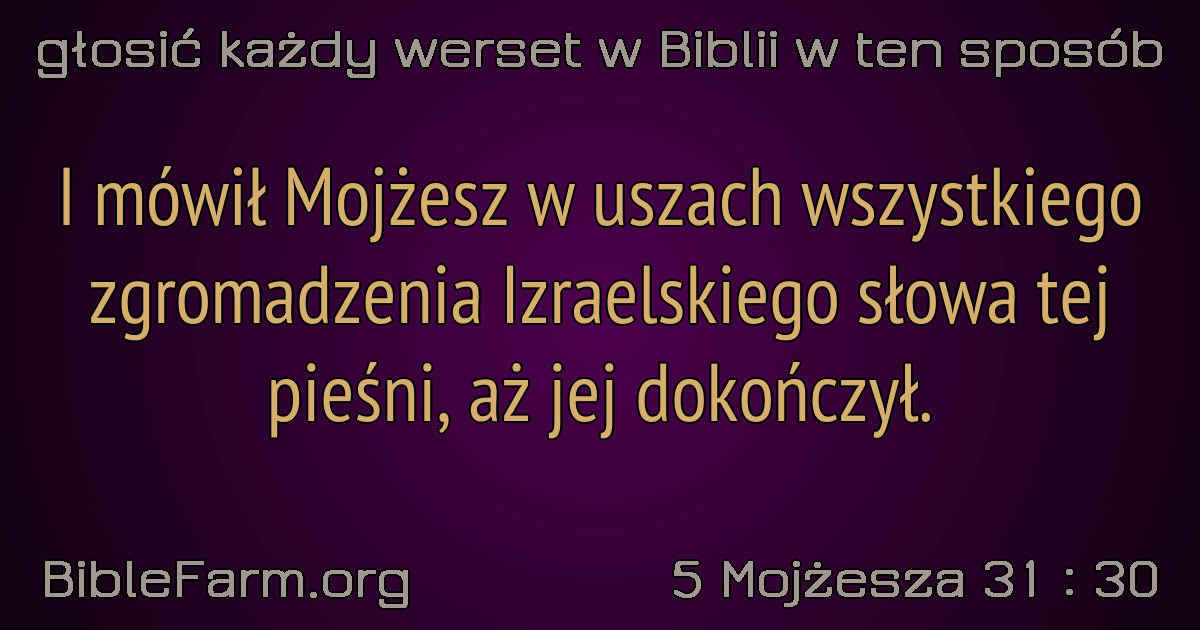 głosić każdy werset w Biblii w ten sposób
I mówił Mojżesz w uszach wszystkiego
zgromadzenia Izraelskiego słowa tej
pieśni, aż jej dokończył.
BibleFarm.org
5 Mojżesza 31 : 30